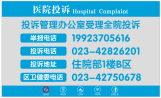 医院投诉 Hospital Complaint
投诉管理办公室受理全院投诉
举报电话 19923705616
投诉电话 023-42826201
投诉地址 住院部1楼B区
区卫健委电话 023-42750678